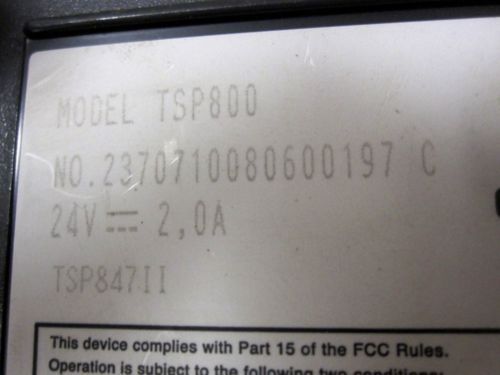 MODEL TSP800
NO.2370710080600197 C
24V ⎓ 2,0A
TSP847II
This device complies with Part 15 of the FCC Rules.
Operation is subject to the following two conditions: